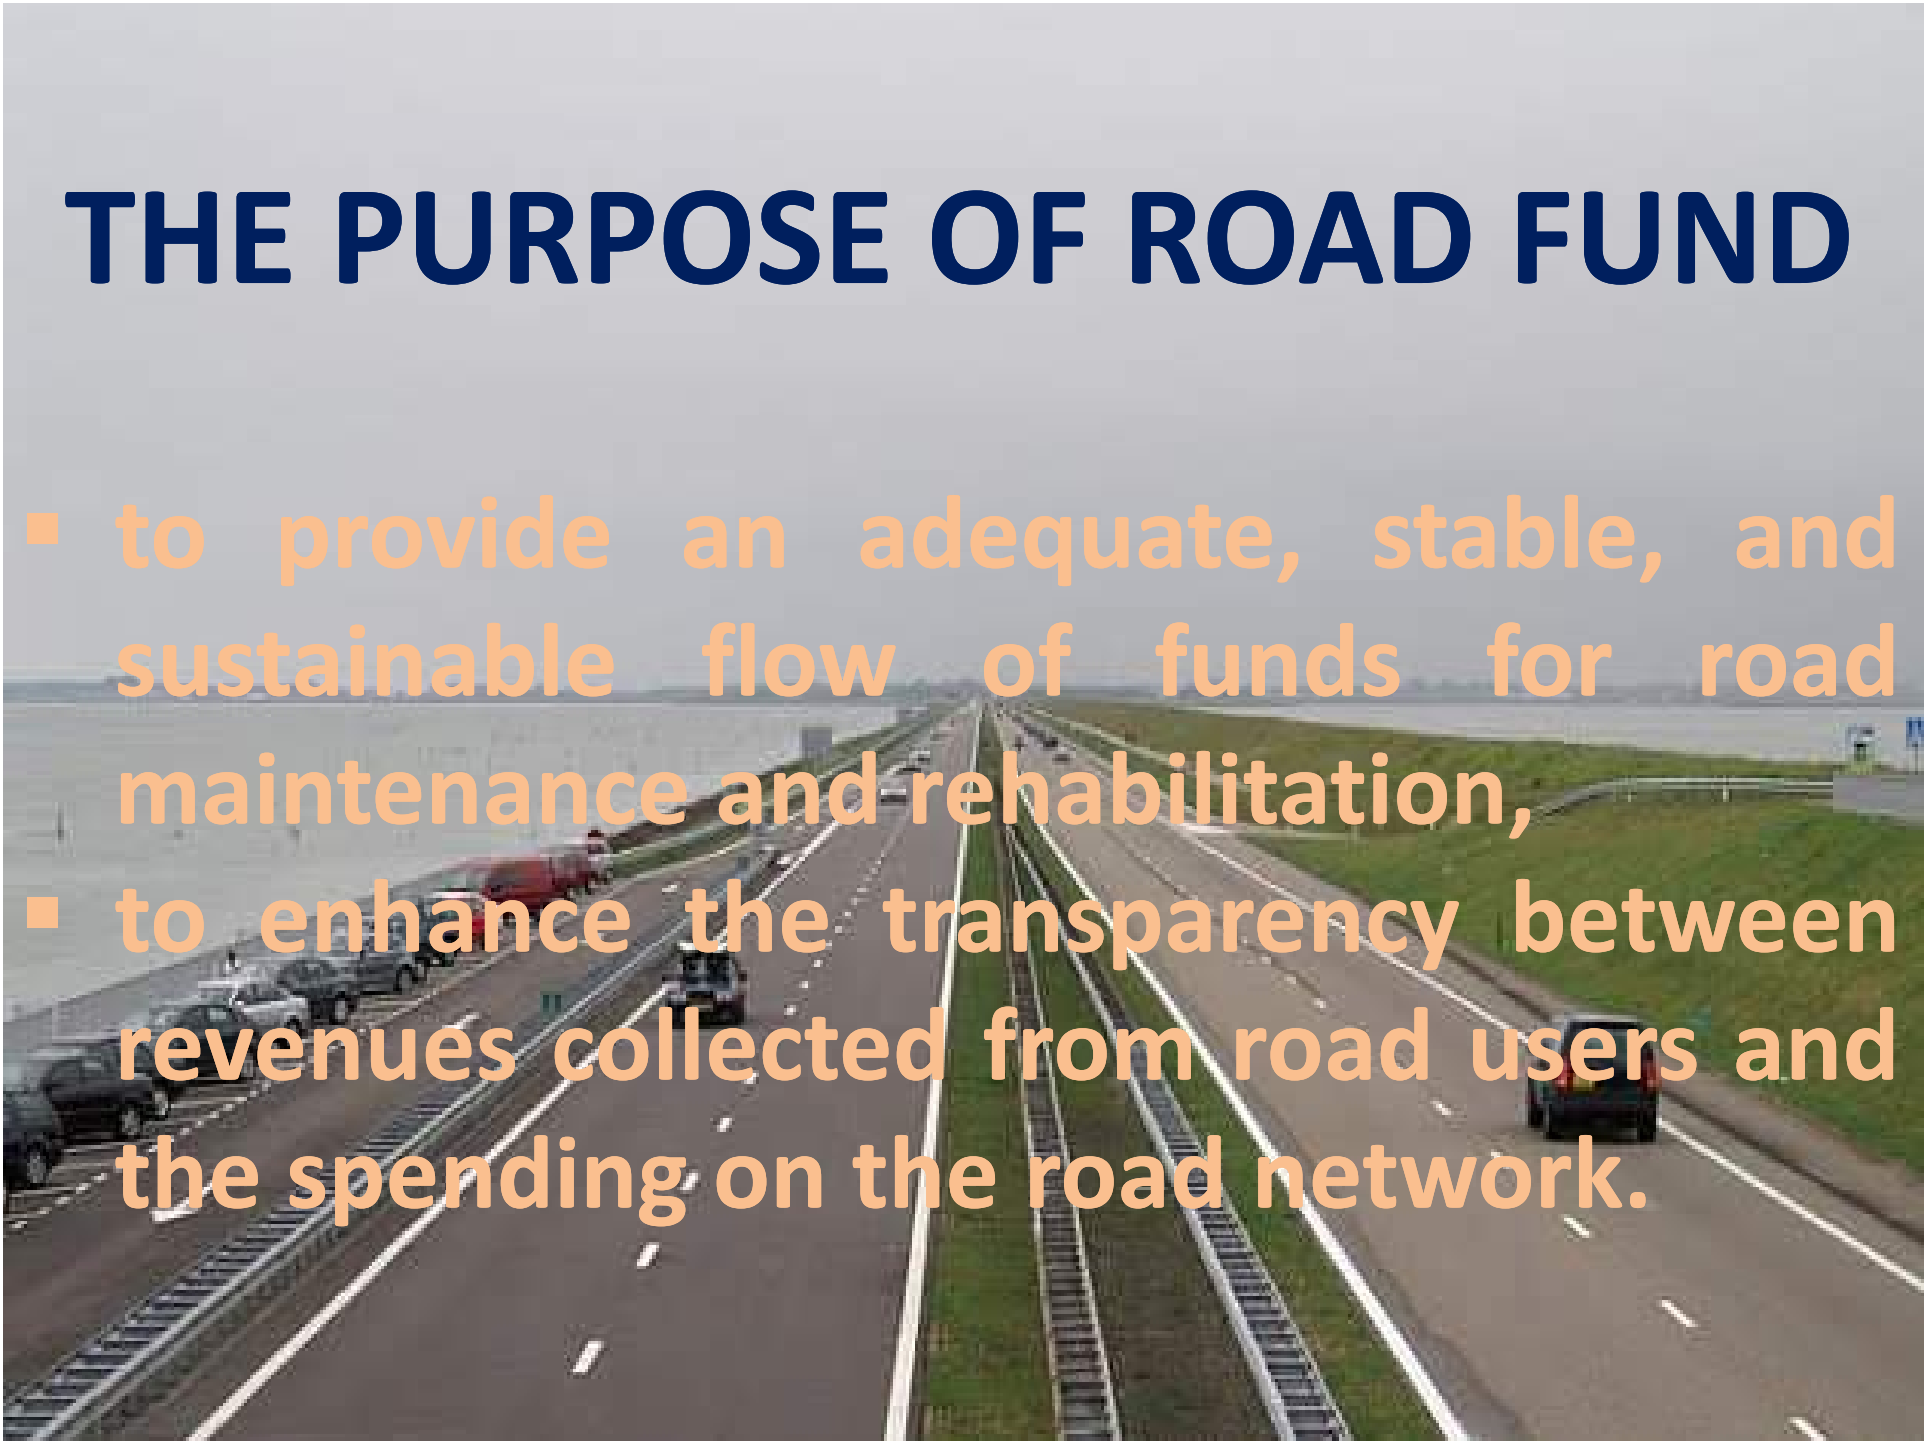 THE PURPOSE OF ROAD FUND
▪ to provide an adequate, stable, and
sustainable flow of funds for road
maintenance and rehabilitation,
▪ to enhance the transparency between
revenues collected from road users and
the spending on the road network.